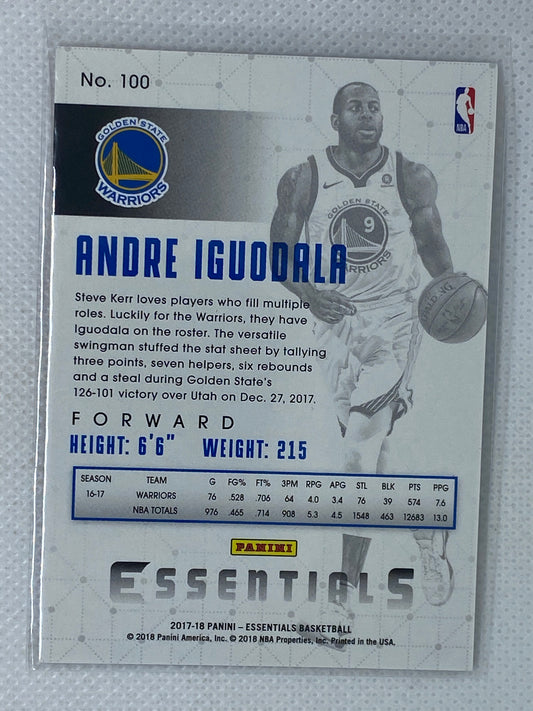 No. 100
NBA
GOLDEN STATE
WARRIORS
GOLDEN STATE
9
WARRIORS
SPALDING
ANDRE IGUODALA
Steve Kerr loves players who fill multiple
roles. Luckily for the Warriors, they have
Iguodala on the roster. The versatile
swingman stuffed the stat sheet by tallying
three points, seven helpers, six rebounds
and a steal during Golden State's
126-101 victory over Utah on Dec. 27, 2017.
FORWARD
HEIGHT: 6'6" WEIGHT: 215
SEASON TEAM G FG% FT% 3PM RPG APG STL BLK PTS PPG
16-17 WARRIORS 76 .528 .706 64 4.0 3.4 76 39 574 7.6
NBA TOTALS 976 .465 .714 908 5.3 4.5 1548 463 12683 13.0
PANINI
ESSENTIALS
2017-18 PANINI – ESSENTIALS BASKETBALL
© 2018 Panini America, Inc. © 2018 NBA Properties, Inc. Printed in the USA.